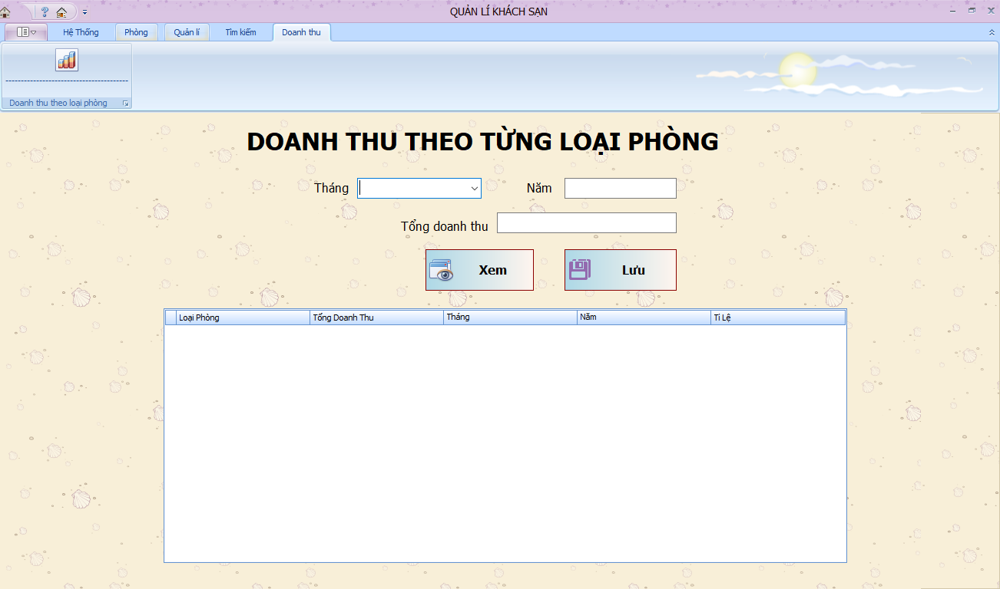 QUẢN LÍ KHÁCH SẠN
Hệ Thống Phòng Quản lí Tìm kiếm Doanh thu
Doanh thu theo loại phòng
DOANH THU THEO TỪNG LOẠI PHÒNG
Tháng Năm
Tổng doanh thu
Xem Lưu
Loại Phòng Tổng Doanh Thu Tháng Năm Tỉ Lệ